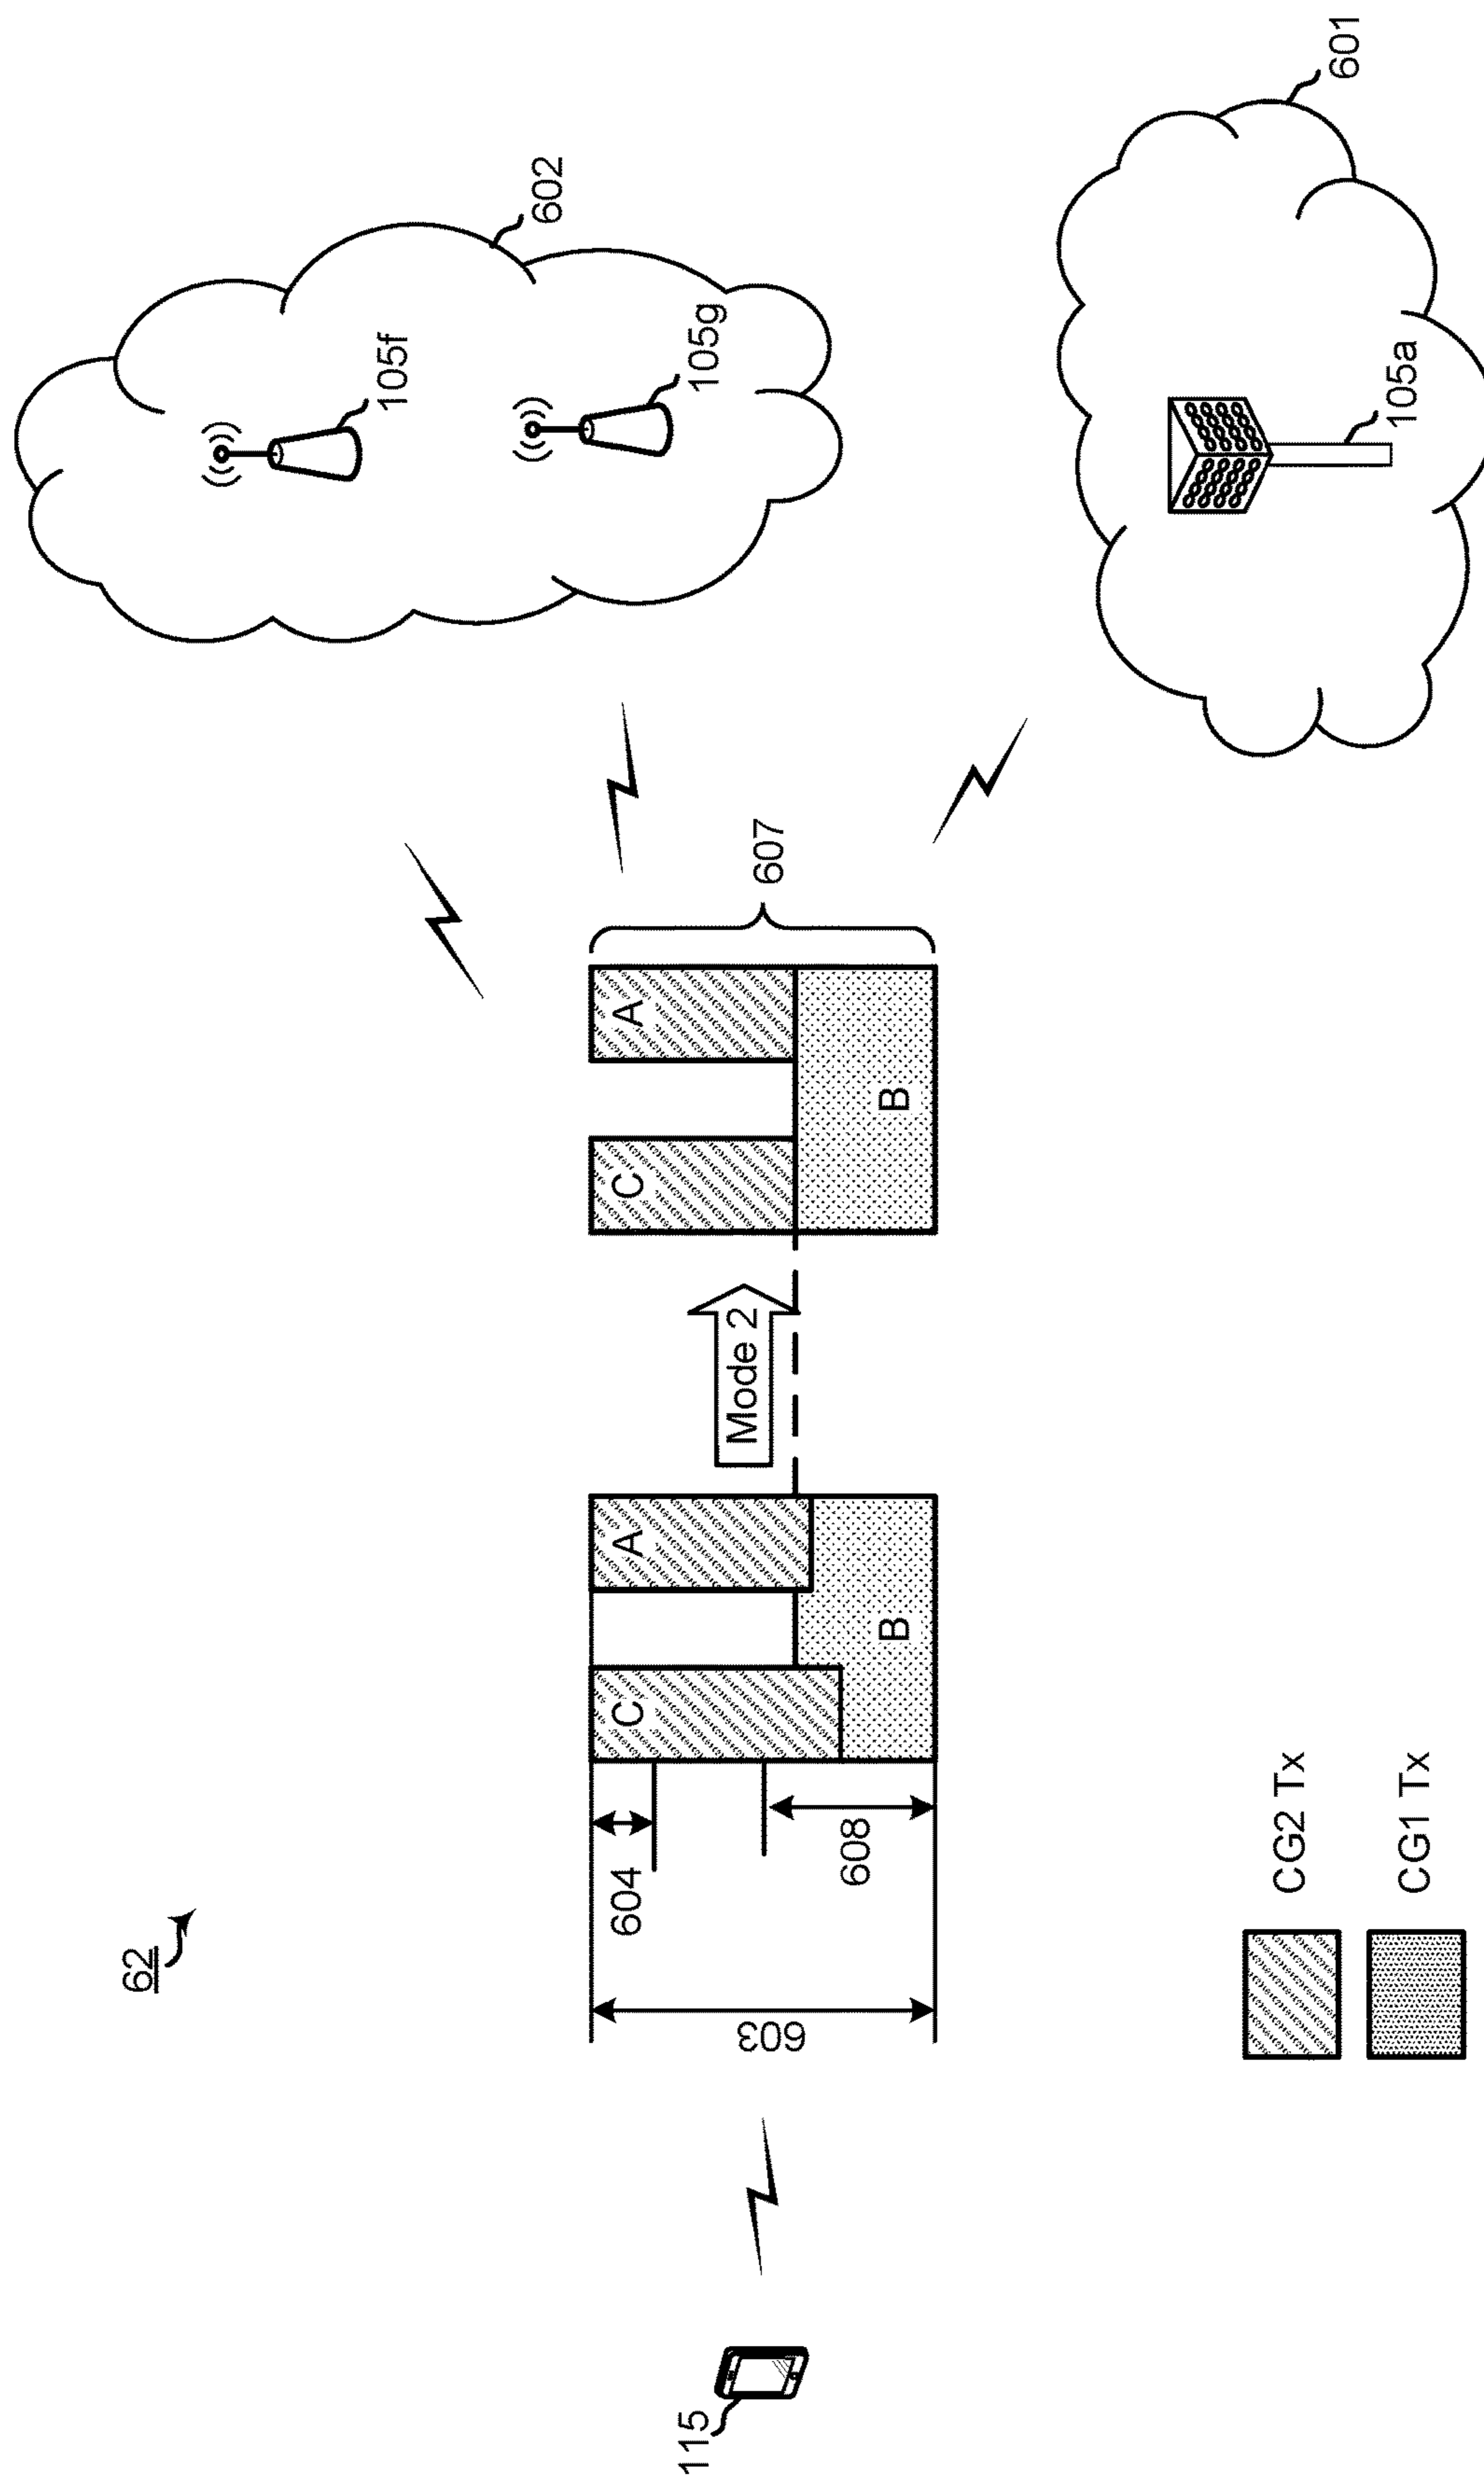 62
115
603
604
608
C
A
B
Mode 2
C
A
B
607
105f
105g
602
105a
601
CG2 Tx
CG1 Tx